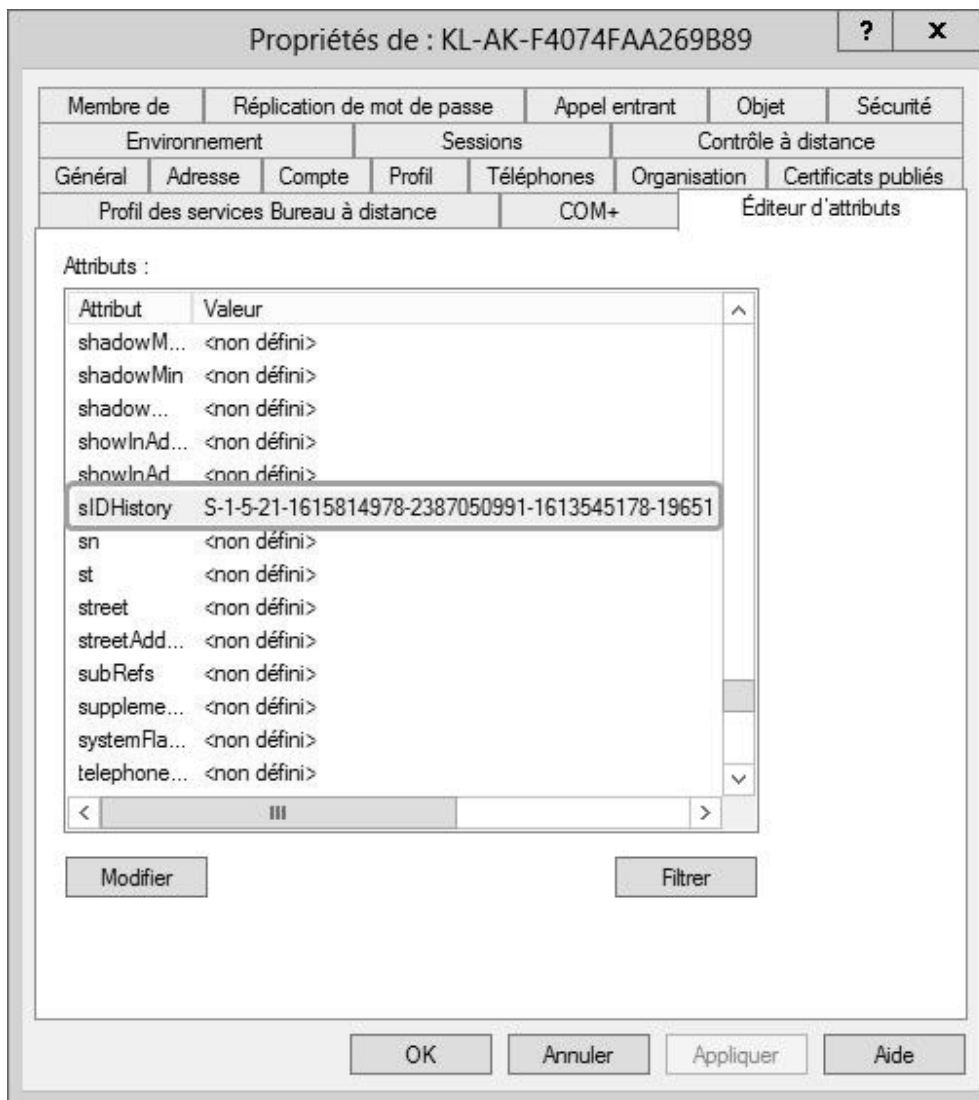 Propriétés de : KL-AK-F4074FAA269B89
? x
Membre de Réplication de mot de passe Appel entrant Objet Sécurité
Environnement Sessions Contrôle à distance
Général Adresse Compte Profil Téléphones Organisation Certificats publiés
Profil des services Bureau à distance COM+ Éditeur d'attributs
Attributs :
Attribut Valeur
shadowM... <non défini>
shadowMin <non défini>
shadow... <non défini>
showInAd... <non défini>
showInAd <non défini>
sIDHistory S-1-5-21-1615814978-2387050991-1613545178-19651
sn <non défini>
st <non défini>
street <non défini>
streetAdd... <non défini>
subRefs <non défini>
suppleme... <non défini>
systemFla... <non défini>
telephone... <non défini>
Modifier Filtrer
OK Annuler Appliquer Aide